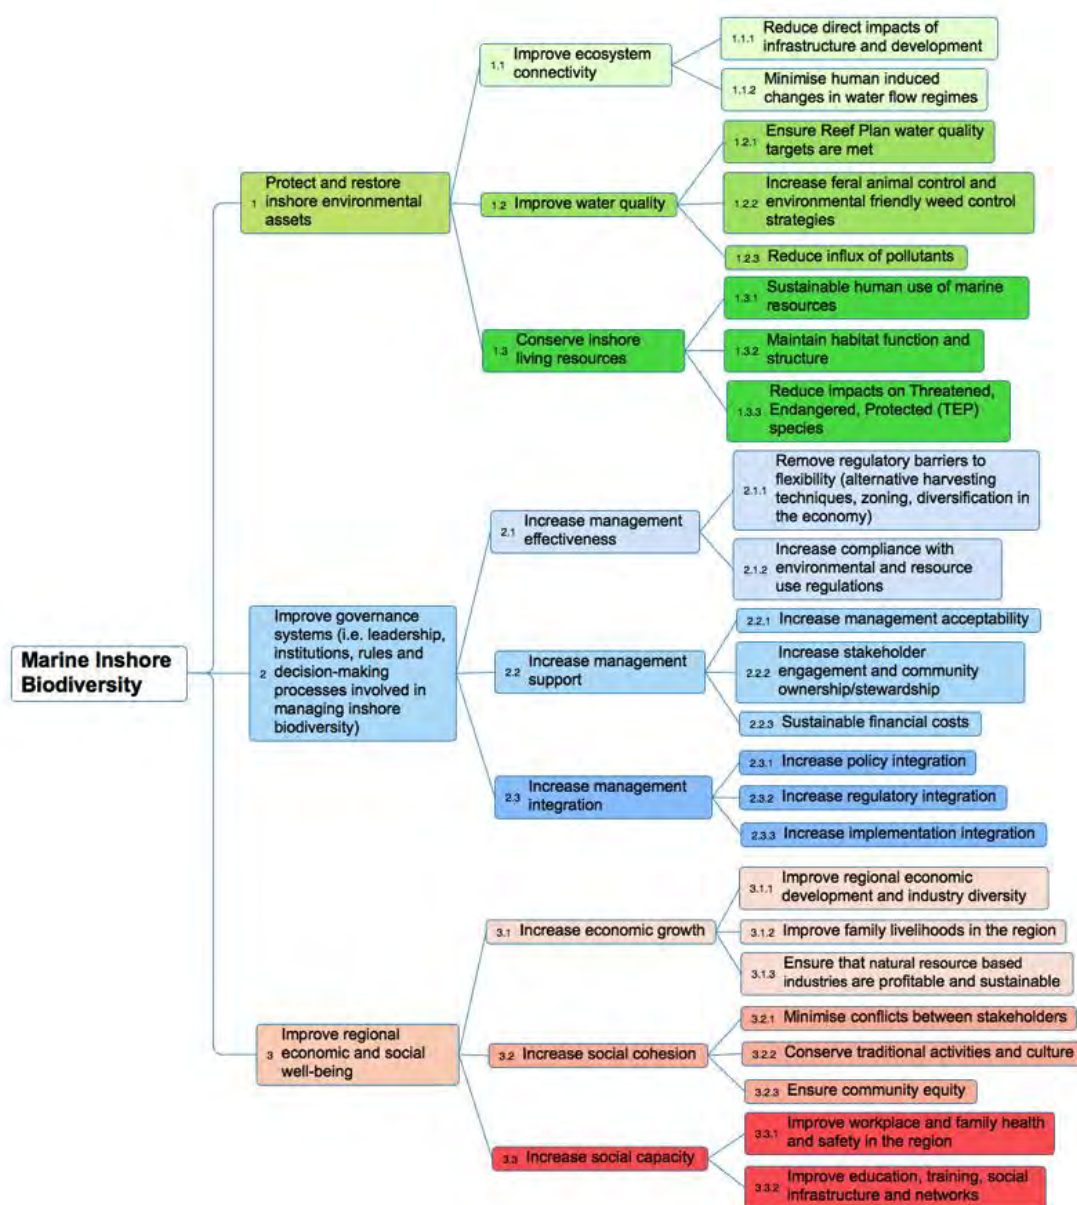 Marine Inshore
Biodiversity
1 Protect and restore
inshore environmental
assets
1.1 Improve ecosystem
connectivity
1.1.1 Reduce direct impacts of
infrastructure and development
1.1.2 Minimise human induced
changes in water flow regimes
1.2 Improve water quality
1.2.1 Ensure Reef Plan water quality
targets are met
1.2.2 Increase feral animal control and
environmental friendly weed control
strategies
1.2.3 Reduce influx of pollutants
1.3 Conserve inshore
living resources
1.3.1 Sustainable human use of marine
resources
1.3.2 Maintain habitat function and
structure
1.3.3 Reduce impacts on Threatened,
Endangered, Protected (TEP)
species
2 Improve governance
systems (i.e. leadership,
institutions, rules and
decision-making
processes involved in
managing inshore
biodiversity)
2.1 Increase management
effectiveness
2.1.1 Remove regulatory barriers to
flexibility (alternative harvesting
techniques, zoning, diversification in
the economy)
2.1.2 Increase compliance with
environmental and resource
use regulations
2.2 Increase management
support
2.2.1 Increase management acceptability
2.2.2 Increase stakeholder
engagement and community
ownership/stewardship
2.2.3 Sustainable financial costs
2.3 Increase management
integration
2.3.1 Increase policy integration
2.3.2 Increase regulatory integration
2.3.3 Increase implementation integration
3 Improve regional
economic and social
well-being
3.1 Increase economic growth
3.1.1 Improve regional economic
development and industry diversity
3.1.2 Improve family livelihoods in the region
3.1.3 Ensure that natural resource based
industries are profitable and sustainable
3.2 Increase social cohesion
3.2.1 Minimise conflicts between stakeholders
3.2.2 Conserve traditional activities and culture
3.2.3 Ensure community equity
3.3 Increase social capacity
3.3.1 Improve workplace and family health
and safety in the region
3.3.2 Improve education, training, social
infrastructure and networks